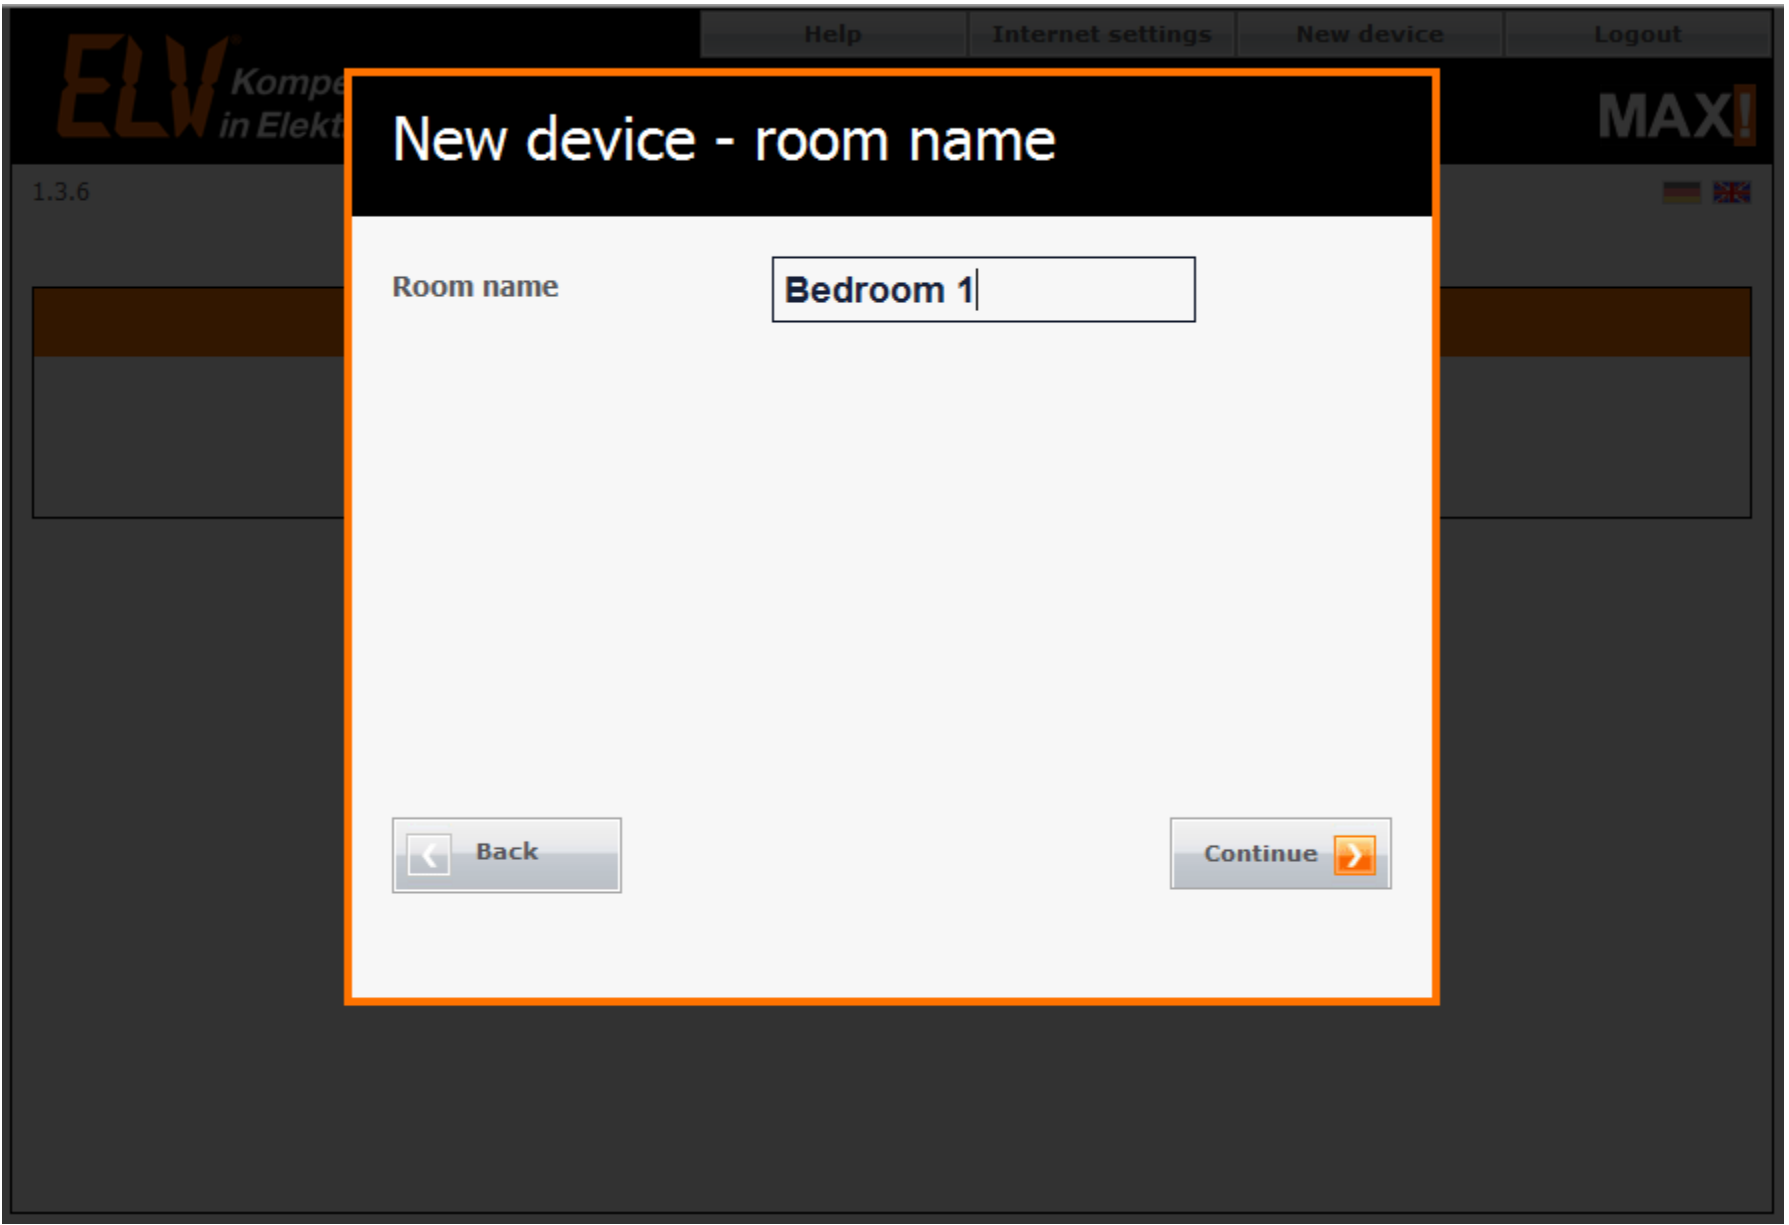 Help
Internet settings
New device
Logout
ELV
Kompe
in Elekt
MAX!
1.3.6
New device - room name
Room name
Bedroom 1
Back
Continue